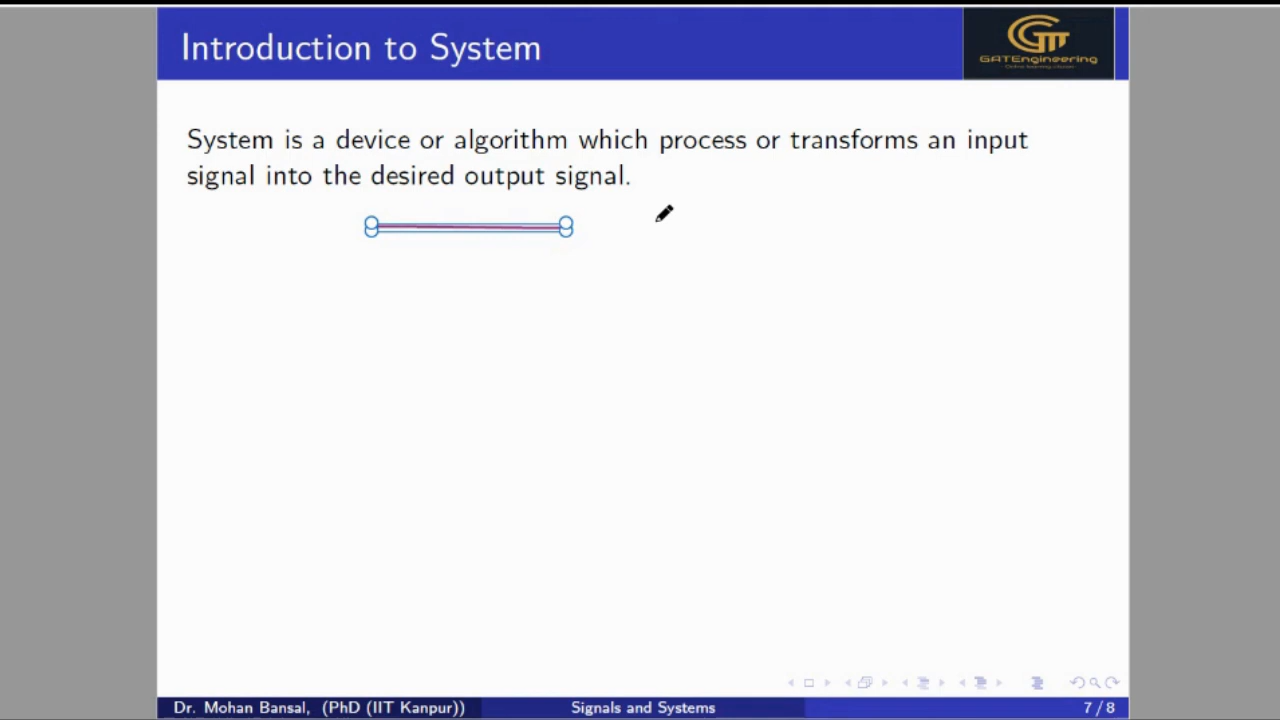 Introduction to System
GATEngineering
System is a device or algorithm which process or transforms an input
signal into the desired output signal.
Dr. Mohan Bansal, (PhD (IIT Kanpur))
Signals and Systems
7 / 8